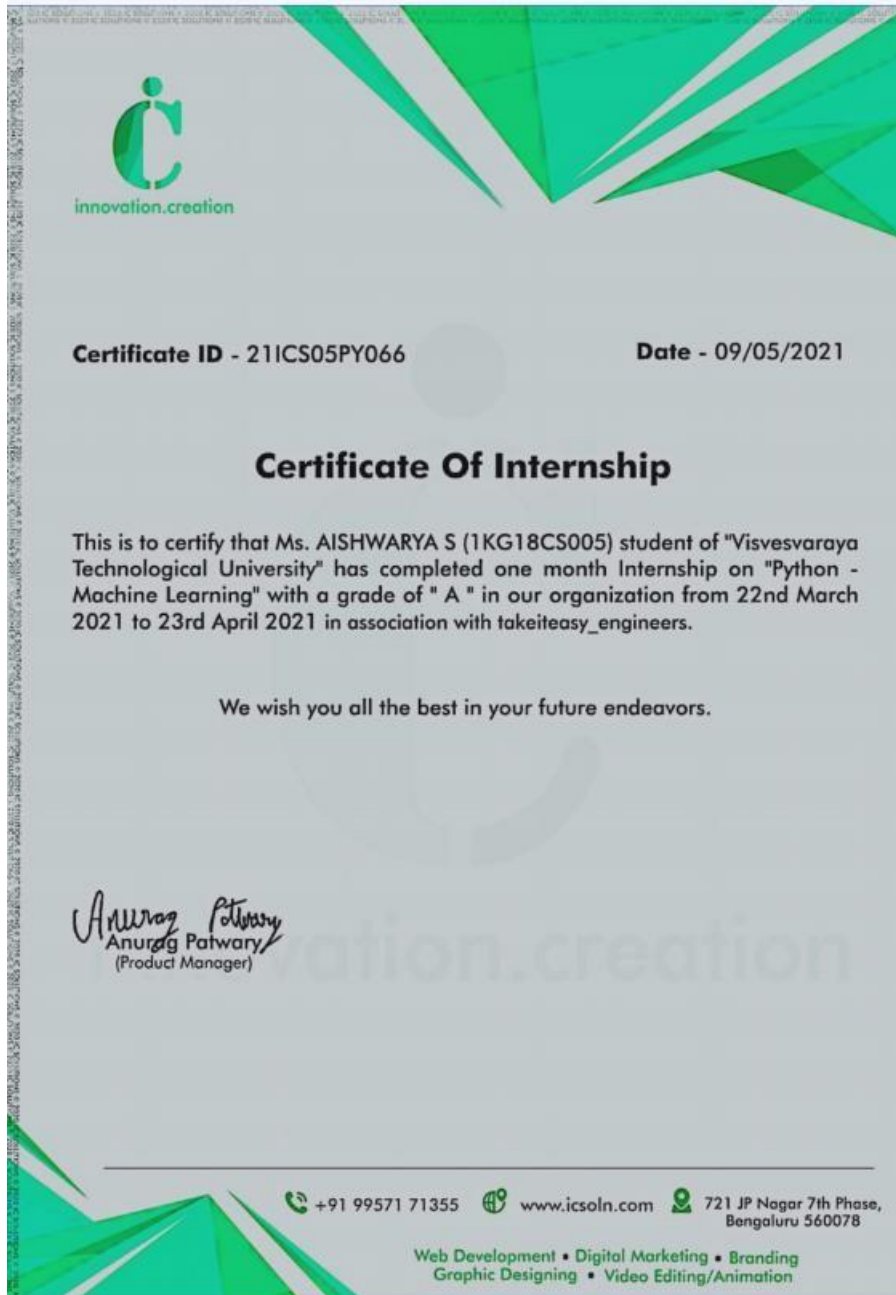 iC
innovation.creation
Certificate ID - 21ICS05PY066
Date - 09/05/2021
Certificate Of Internship
This is to certify that Ms. AISHWARYA S (1KG18CS005) student of "Visvesvaraya
Technological University" has completed one month Internship on "Python -
Machine Learning" with a grade of " A " in our organization from 22nd March
2021 to 23rd April 2021 in association with takeiteasy_engineers.
We wish you all the best in your future endeavors.
Anurag Patwary
Anurag Patwary
(Product Manager)
innovation.creation
+91 99571 71355
www.icsoln.com
721 JP Nagar 7th Phase,
Bengaluru 560078
Web Development • Digital Marketing • Branding
Graphic Designing • Video Editing/Animation